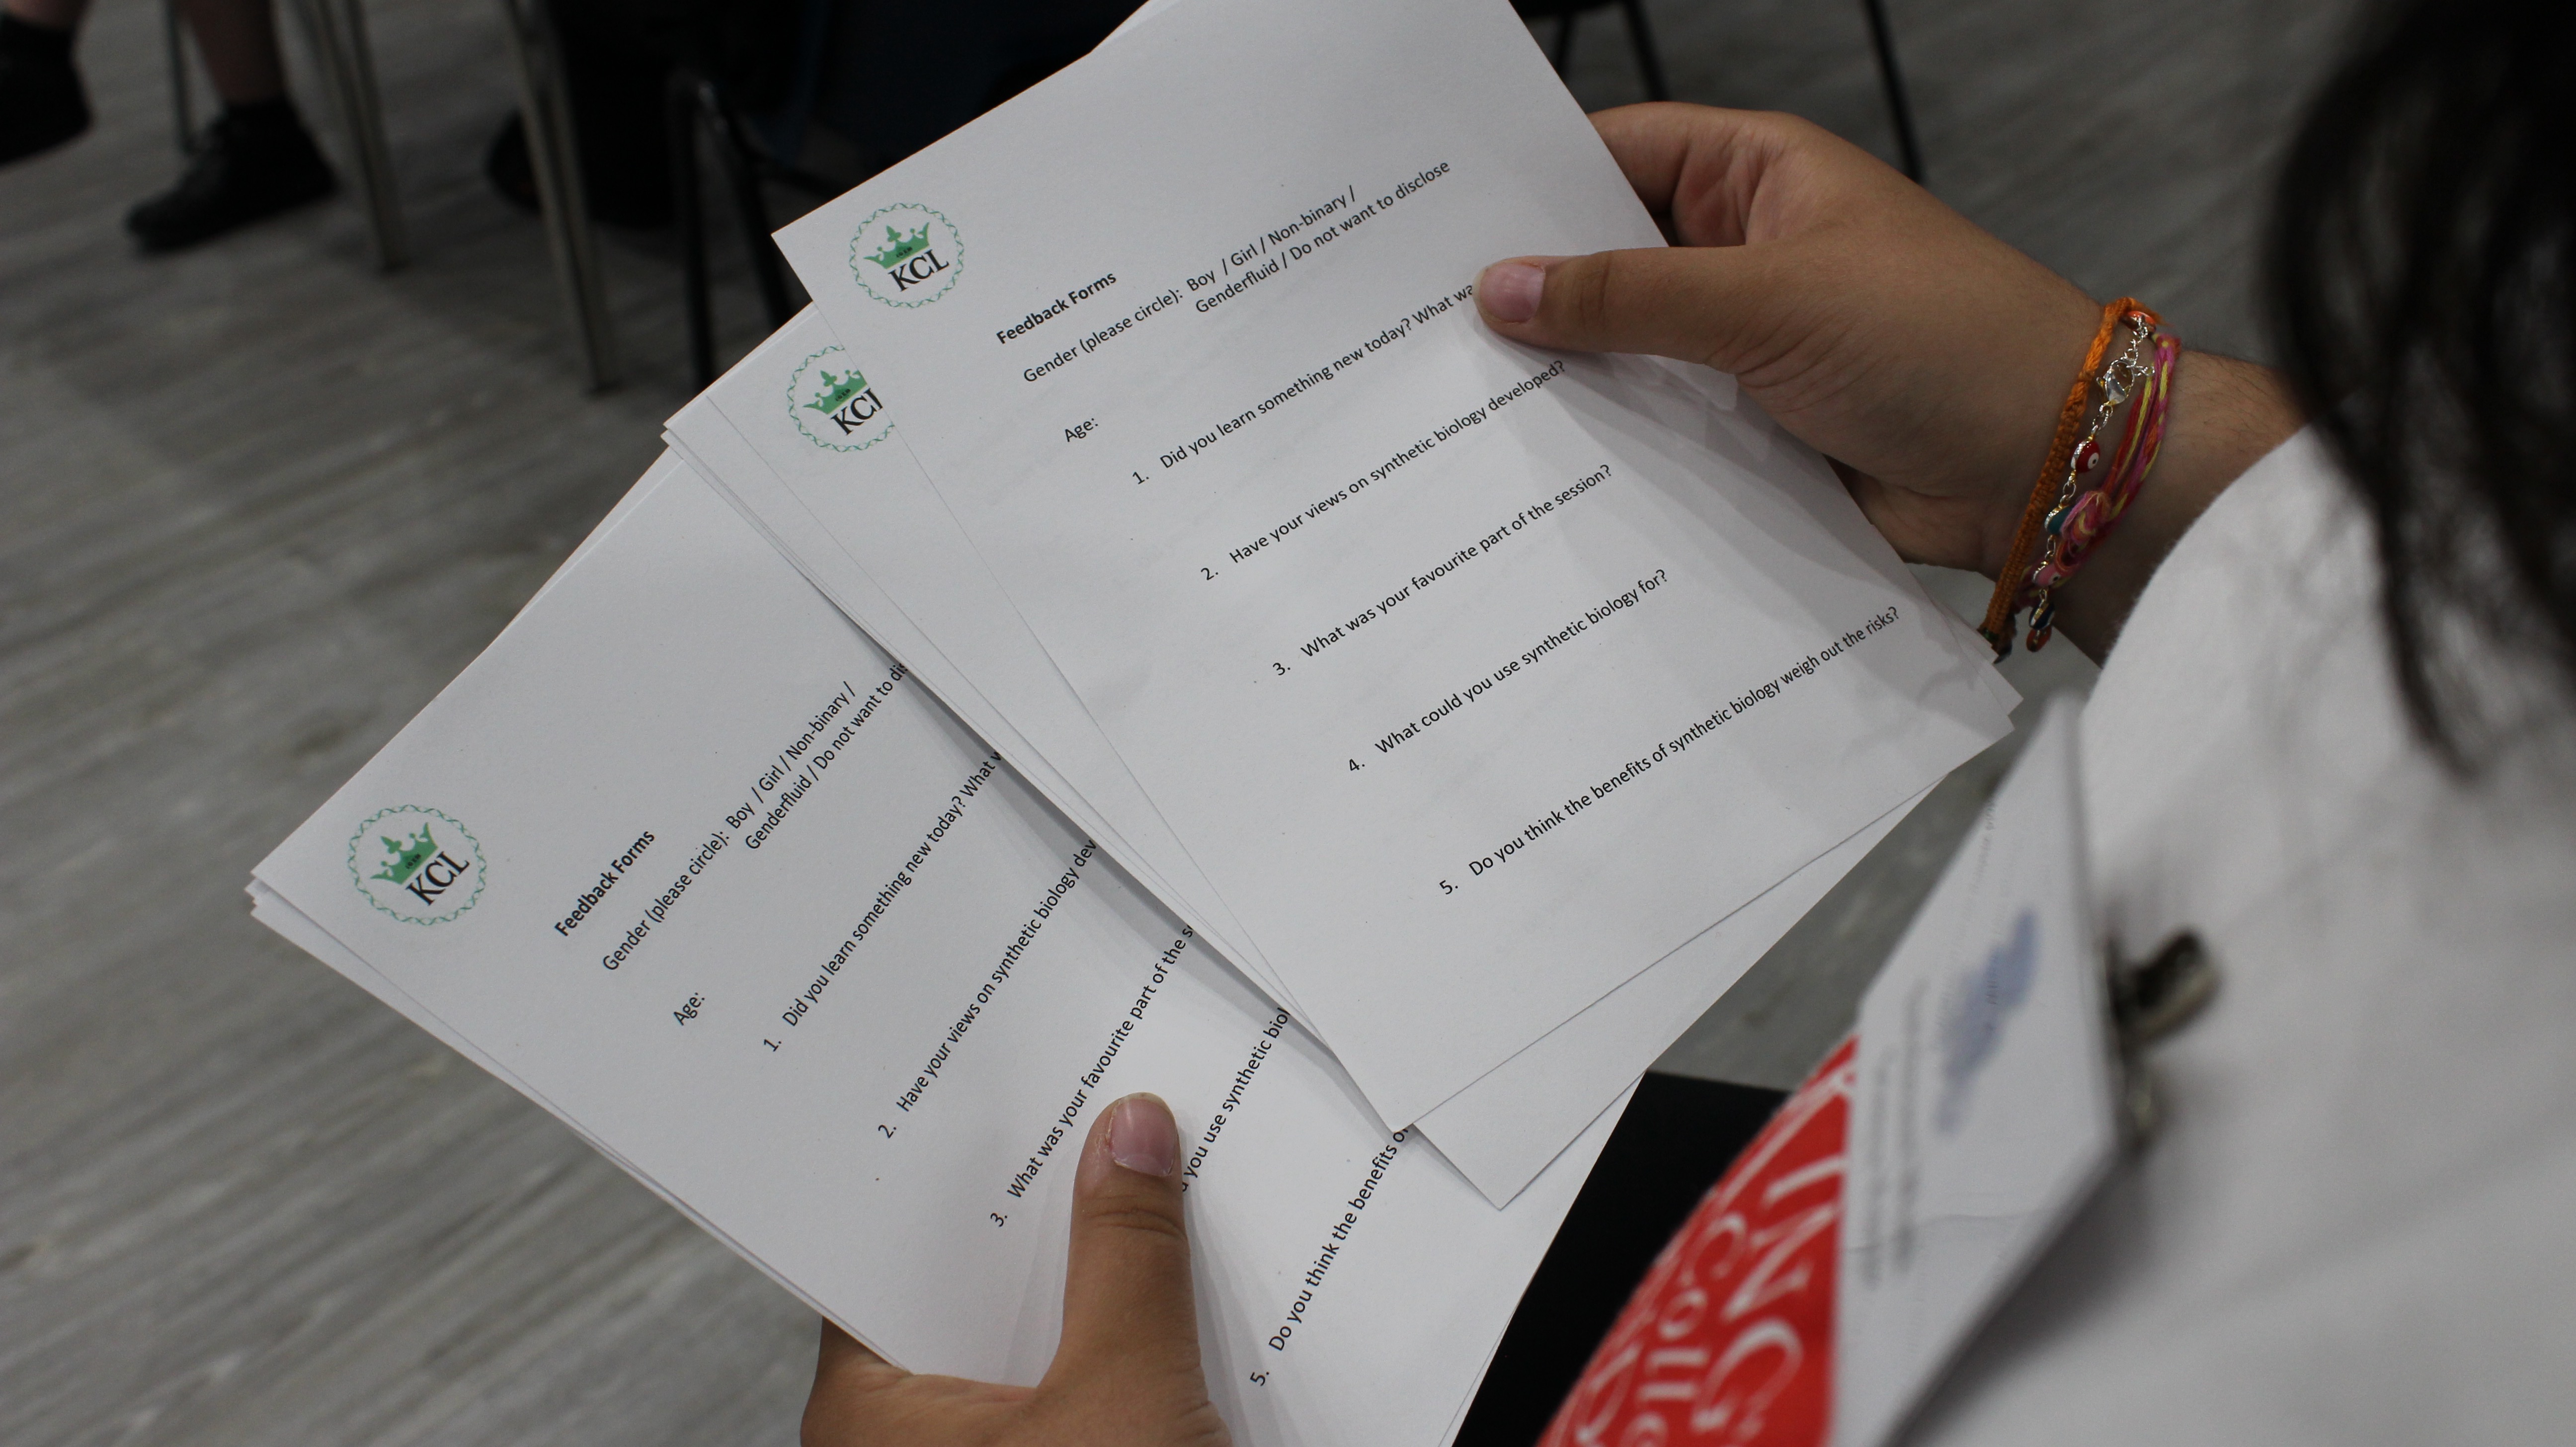 KCL
Feedback Forms
Gender (please circle): Boy / Girl / Non-binary /
Genderfluid / Do not want to disclose
Age:
1. Did you learn something new today? What
2. Have your views on synthetic biology developed?
3. What was your favourite part of the session?
4. What could you use synthetic biology for?
5. Do you think the benefits of synthetic biology weigh out the risks?
KCL
KCL
Feedback Forms
Gender (please circle): Boy / Girl / Non-binary /
Genderfluid / Do not want to
Age:
1. Did you learn something new today? What
2. Have your views on synthetic biology
3. What was your favourite part of the
you use synthetic
5. Do you think the benefits